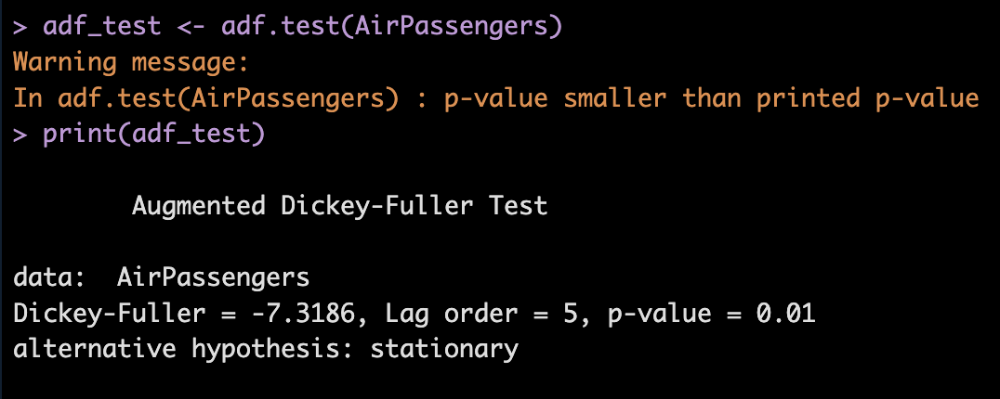 > adf_test <- adf.test(AirPassengers)
Warning message:
In adf.test(AirPassengers) : p-value smaller than printed p-value
> print(adf_test)
Augmented Dickey-Fuller Test
data:  AirPassengers
Dickey-Fuller = -7.3186, Lag order = 5, p-value = 0.01
alternative hypothesis: stationary